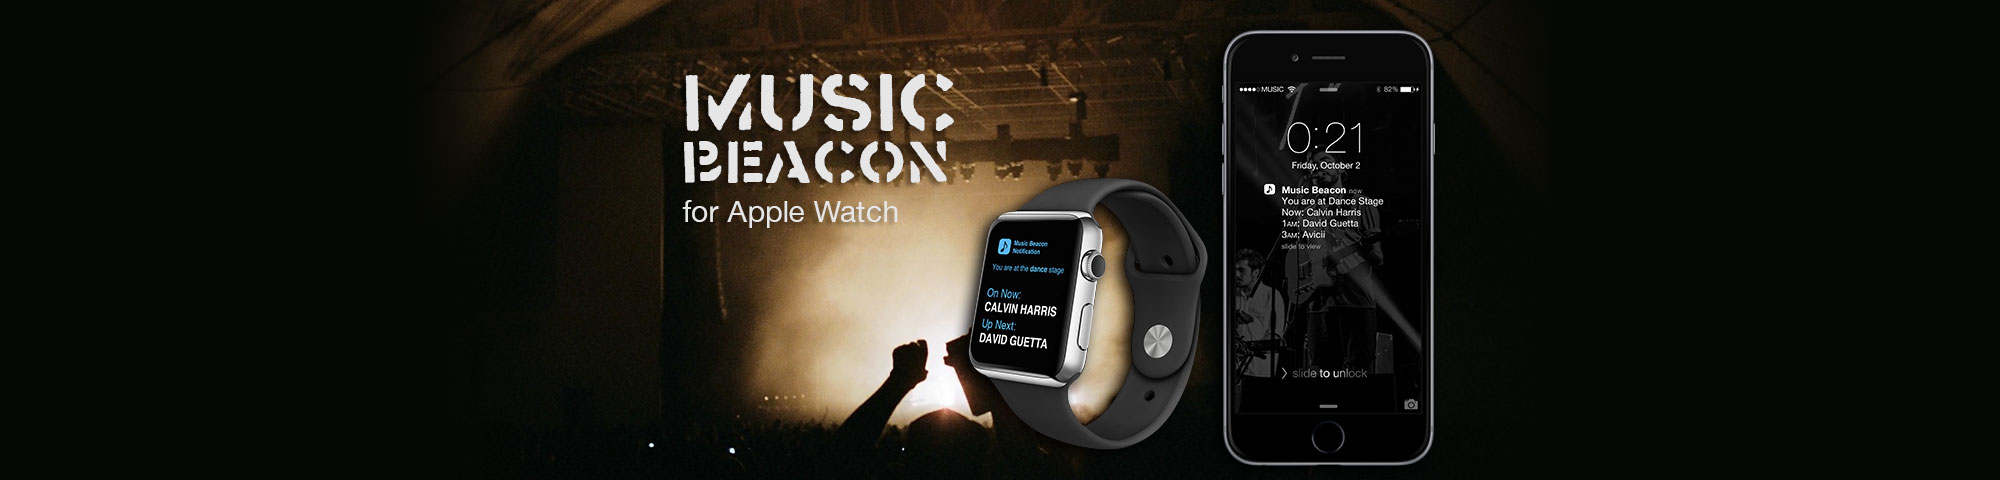 MUSIC
BEACON
for Apple Watch
Music Beacon
Notification
You are at the dance stage
On Now:
CALVIN HARRIS
Up Next:
DAVID GUETTA
MUSIC
82%
0:21
Friday, October 2
Music Beacon now
You are at Dance Stage
Now: Calvin Harris
1AM: David Guetta
3AM: Avicii
slide to view
slide to unlock